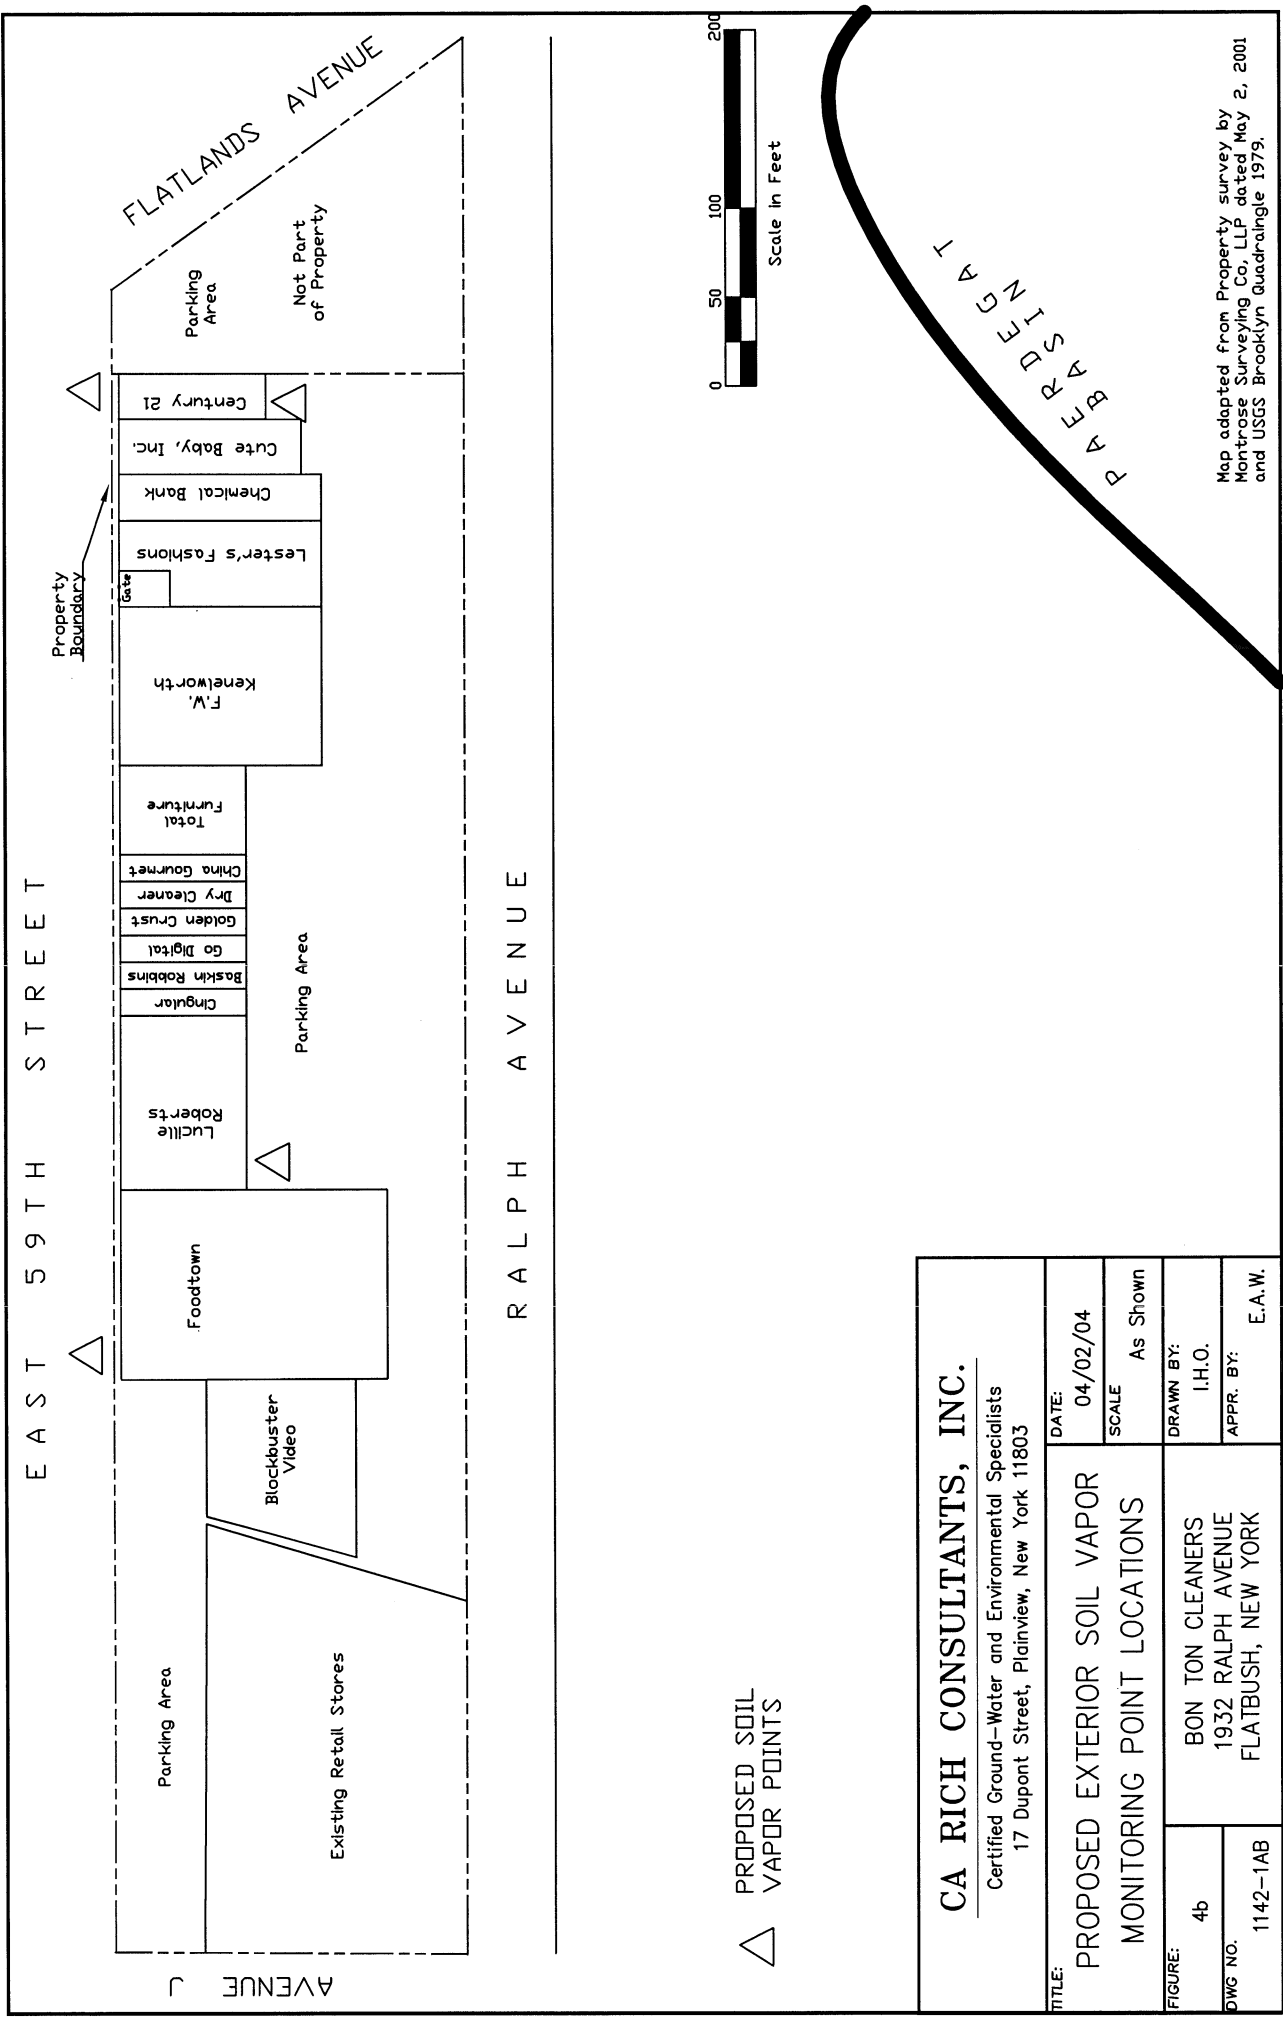 EAST 59TH STREET
FLATLANDS AVENUE
Property
Boundary
Parking
Area
Not Part
of Property
Century 21
Cute Baby, Inc.
Chemical Bank
Lester's Fashions
Gate
F.W.
Kenelworth
Total
Furniture
China Gourmet
Dry Cleaner
Golden Crust
Go Digital
Baskin Robbins
Cingular
Lucille
Roberts
Parking Area
Foodtown
Blockbuster
Video
Parking Area
Existing Retail Stores
AVENUE J
RALPH AVENUE
0 50 100 200
Scale in Feet
PAERDEGAT
BASIN
PROPOSED SOIL
VAPOR POINTS
Map adapted from Property survey by
Montrose Surveying Co, LLP dated May 2, 2001
and USGS Brooklyn Quadralngle 1979.
CA RICH CONSULTANTS, INC.
Certified Ground-Water and Environmental Specialists
17 Dupont Street, Plainview, New York 11803
TITLE:
PROPOSED EXTERIOR SOIL VAPOR
MONITORING POINT LOCATIONS
DATE:
04/02/04
SCALE
As Shown
FIGURE:
4b
DWG NO.
1142-1AB
BON TON CLEANERS
1932 RALPH AVENUE
FLATBUSH, NEW YORK
DRAWN BY:
I.H.O.
APPR. BY:
E.A.W.